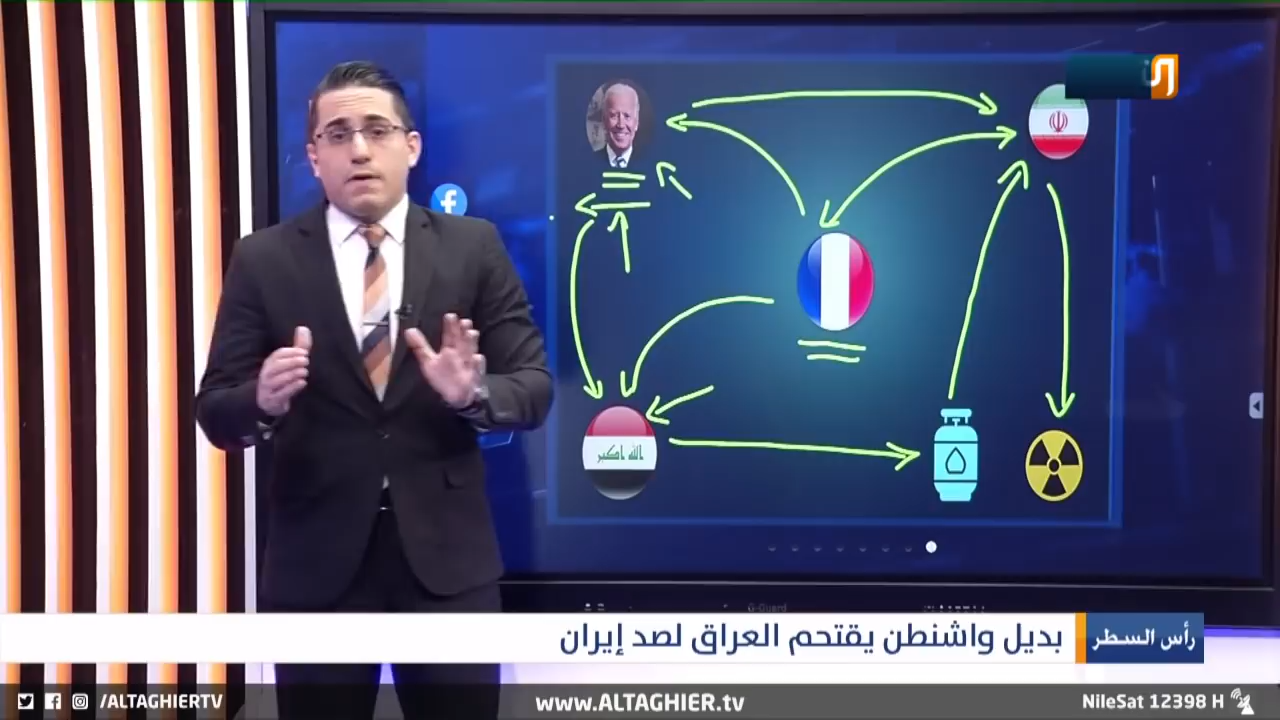 ن
الله اكبر
رأس السطر
بديل واشنطن يقتحم العراق لصد إيران
/ALTAGHIERTV
www.ALTAGHIER.tv
NileSat 12398 H